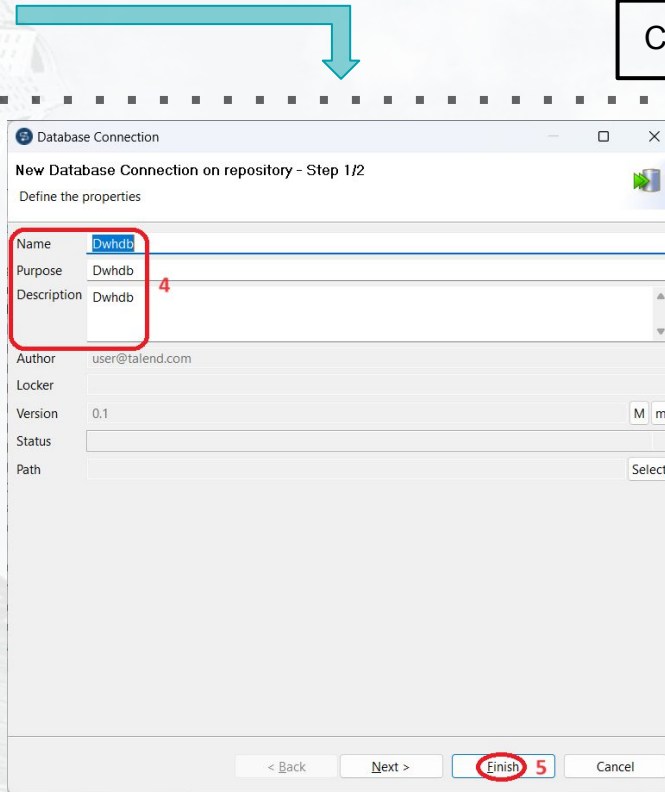 C
Database Connection
New Database Connection on repository - Step 1/2
Define the properties
Name Dwhdb
Purpose Dwhdb
4
Description Dwhdb
Author user@talend.com
Locker
Version 0.1 M m
Status
Path Select
< Back Next > Finish 5 Cancel